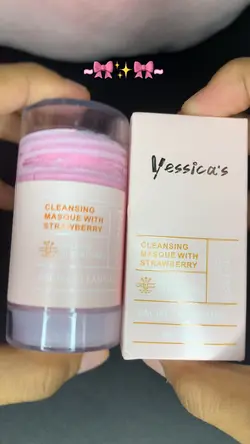 CLEANSING
MASQUE WITH
STRAWBERRY
Yessica's
CLEANSING
MASQUE WITH
STRAWBERRY